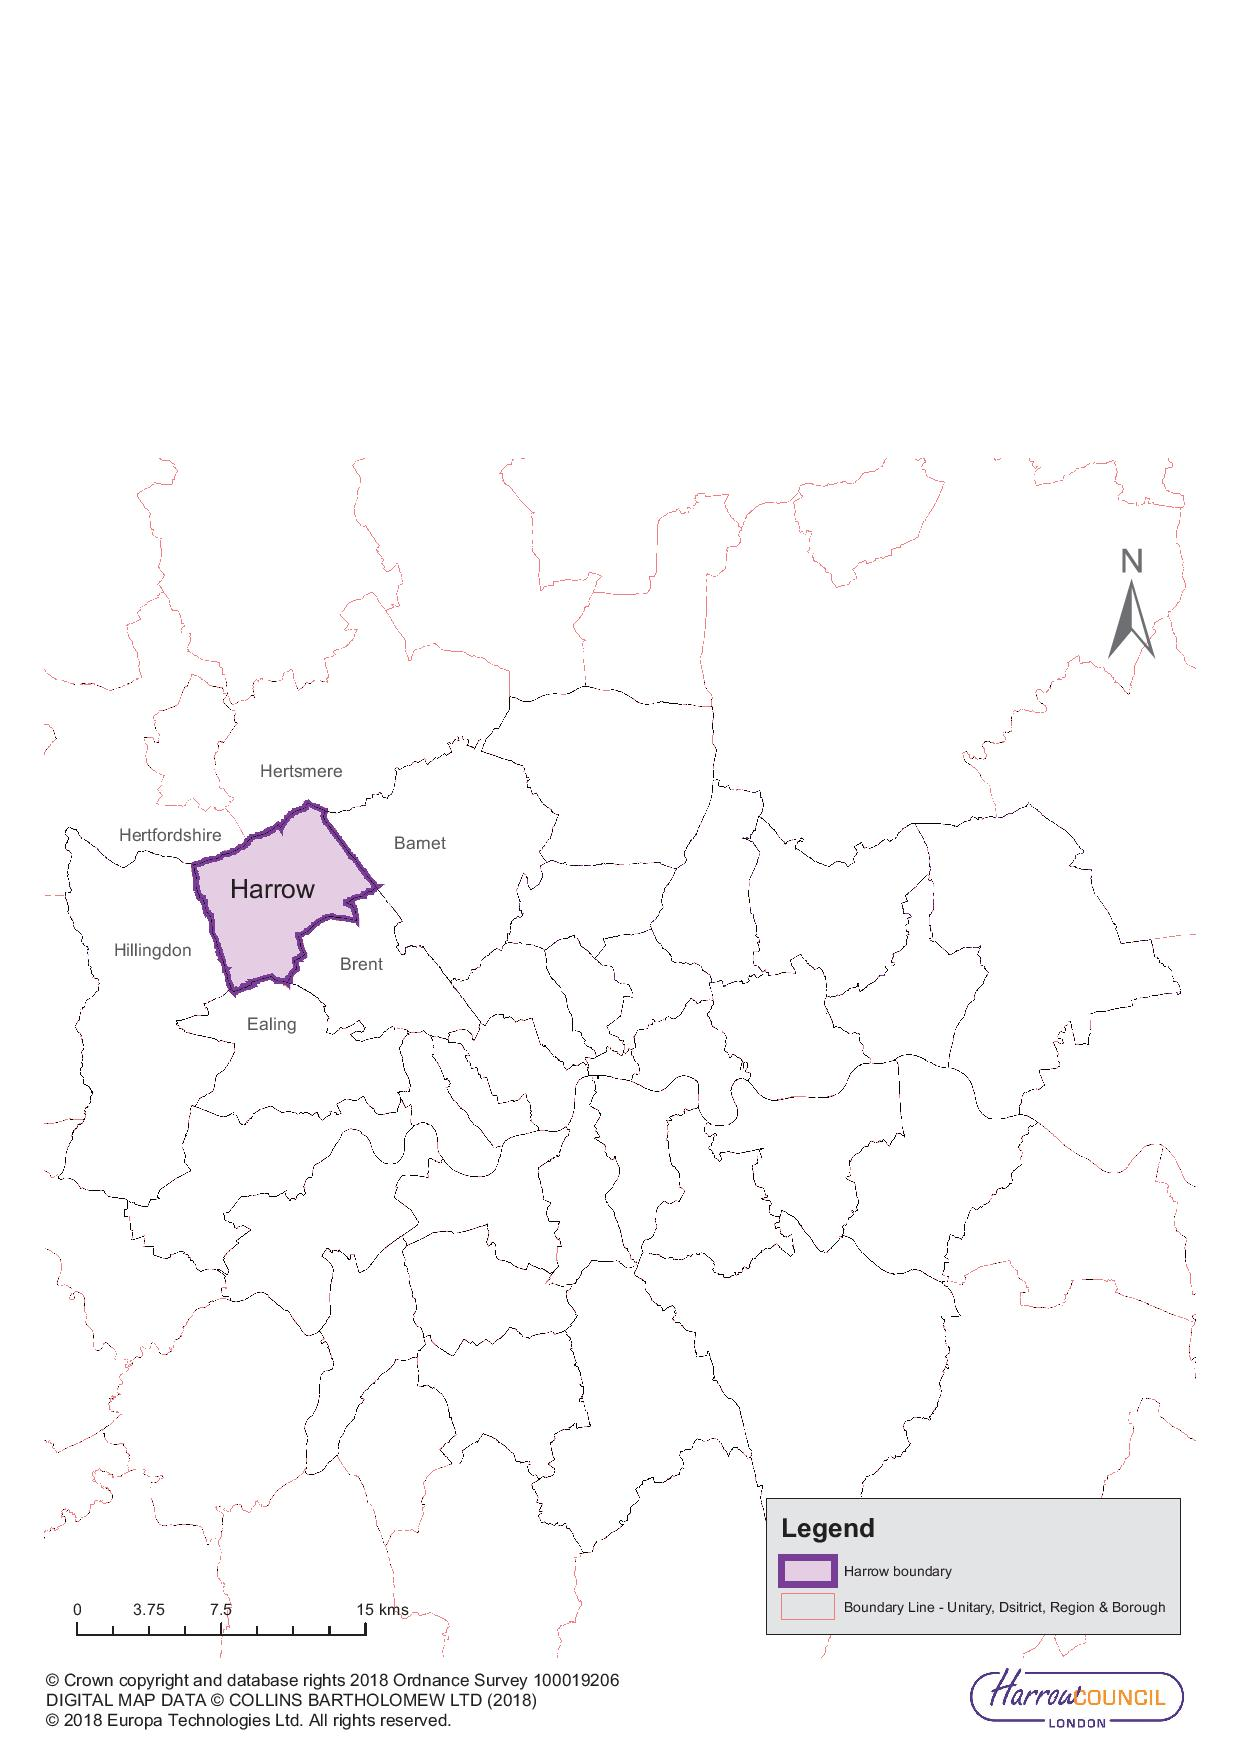 N
Hertsmere
Hertfordshire
Barnet
Harrow
Hillingdon
Brent
Ealing
Legend
Harrow boundary
Boundary Line - Unitary, Dsitrict, Region & Borough
0 3.75 7.5 15 kms
© Crown copyright and database rights 2018 Ordnance Survey 100019206
DIGITAL MAP DATA © COLLINS BARTHOLOMEW LTD (2018)
© 2018 Europa Technologies Ltd. All rights reserved.
HarrowCOUNCIL
LONDON